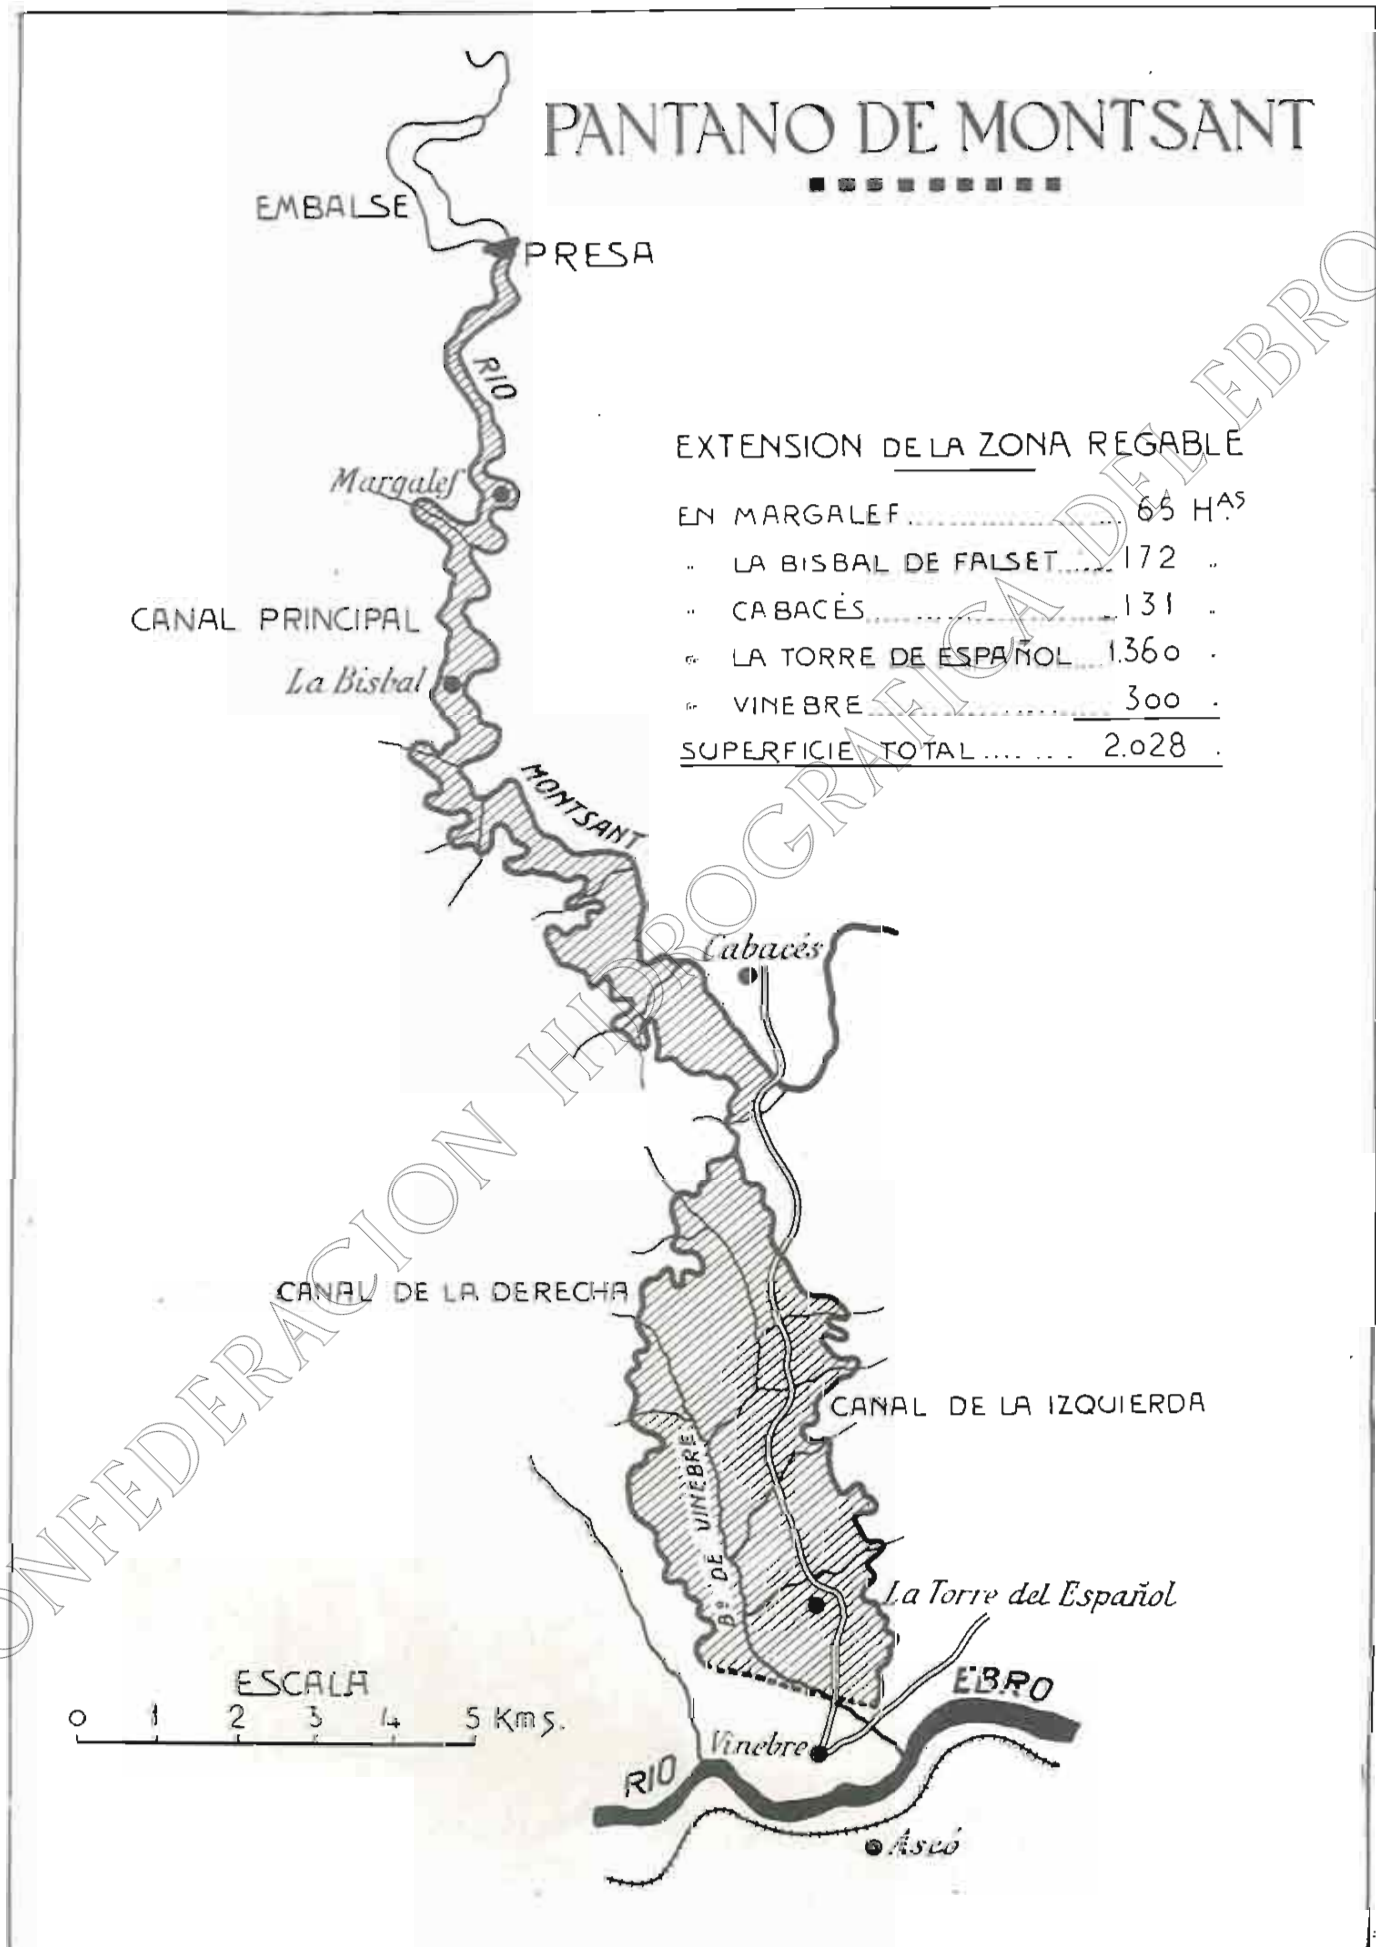 PANTANO DE MONTSANT
EMBALSE
PRESA
RIO
EXTENSION DE LA ZONA REGABLE
EN MARGALEF.................... 65 HAS
" LA BISBAL DE FALSET...... 172 "
" CABACÉS.................... 131 "
" LA TORRE DE ESPAÑOL.... 1.360 "
" VINEBRE.................... 300 "
SUPERFICIE TOTAL....... 2.028 "
Margalef
CANAL PRINCIPAL
La Bisbal
MONTSANT
Cabacés
CANAL DE LA DERECHA
CANAL DE LA IZQUIERDA
Bº DE VINEBRE
La Torre del Español
ESCALA
0 1 2 3 4 5 Kms.
EBRO
Vinebre
RIO
Ascó
CONFEDERACION HIDROGRAFICA DEL EBRO